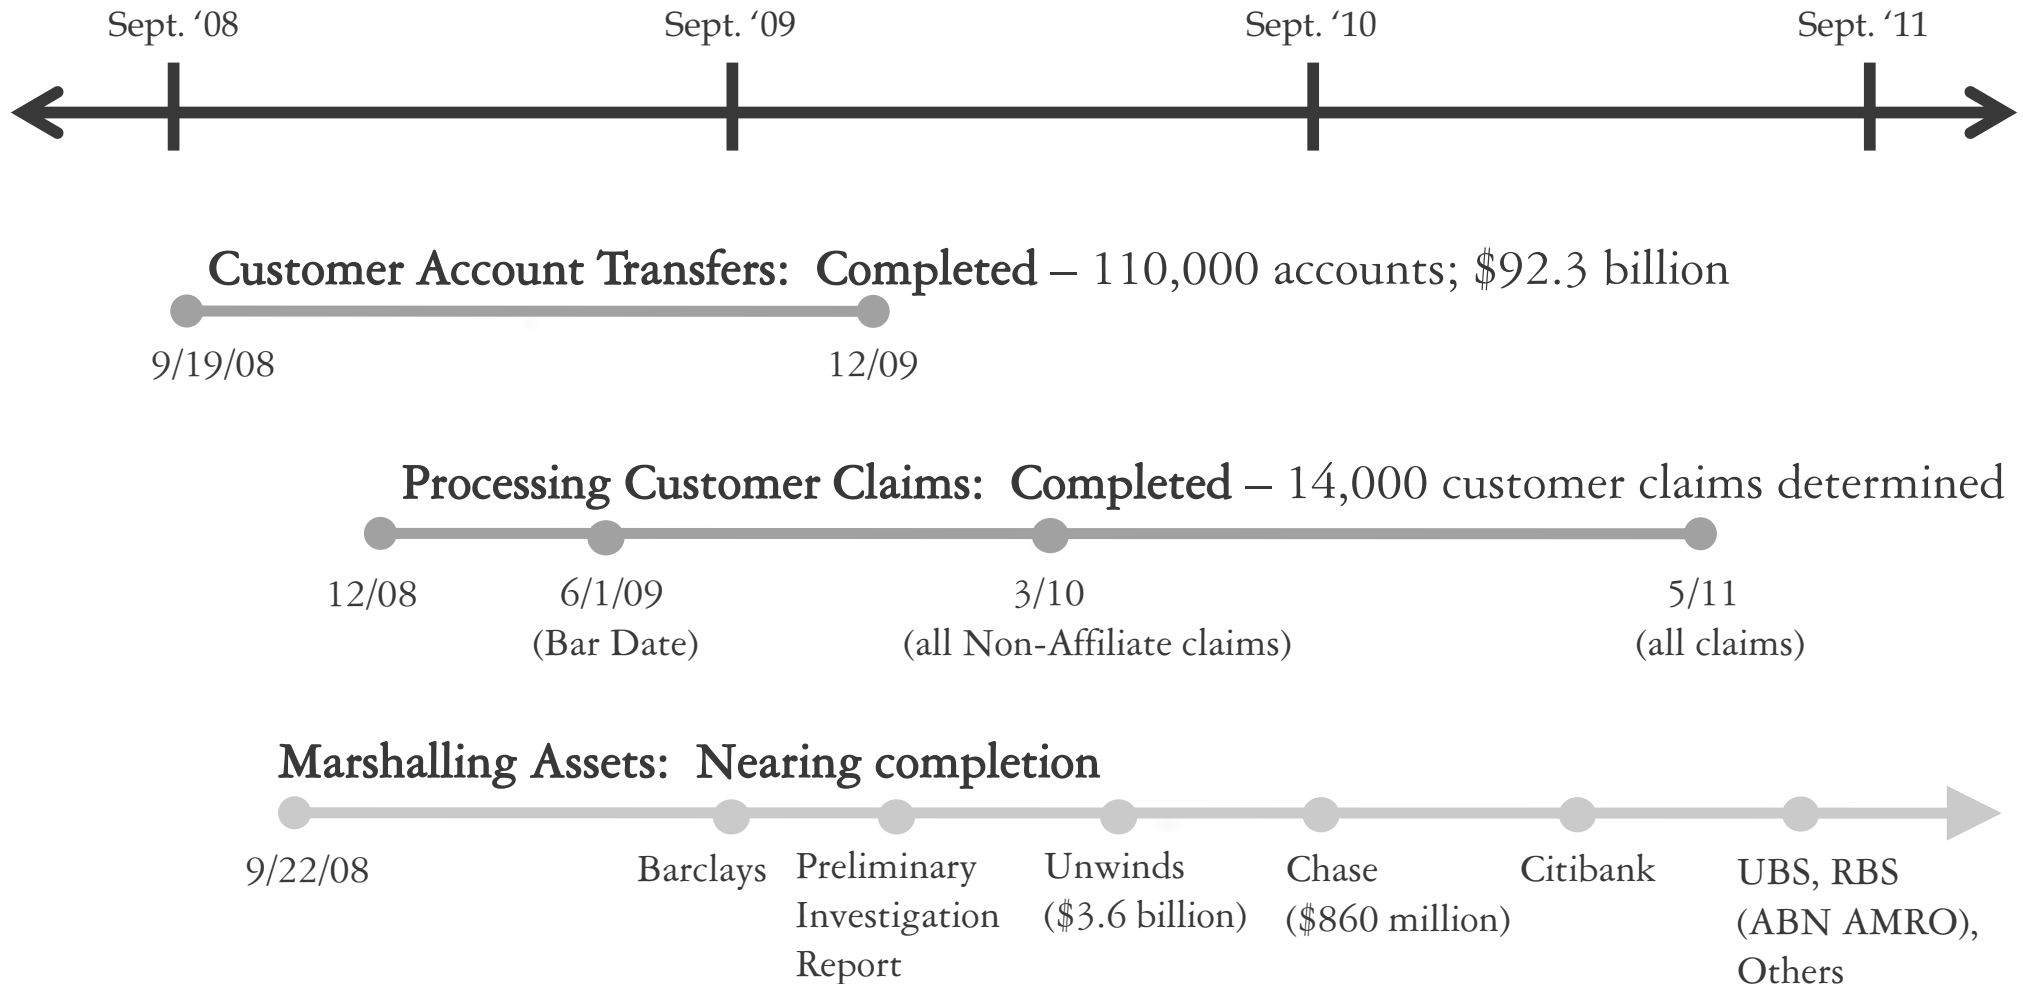 Sept. ‘08 Sept. ‘09 Sept. ‘10 Sept. ‘11
Customer Account Transfers: Completed – 110,000 accounts; $92.3 billion
9/19/08 12/09
Processing Customer Claims: Completed – 14,000 customer claims determined
12/08 6/1/09 3/10 5/11
(Bar Date) (all Non-Affiliate claims) (all claims)
Marshalling Assets: Nearing completion
9/22/08
Barclays
Preliminary
Investigation
Report
Unwinds
($3.6 billion)
Chase
($860 million)
Citibank
UBS, RBS
(ABN AMRO),
Others